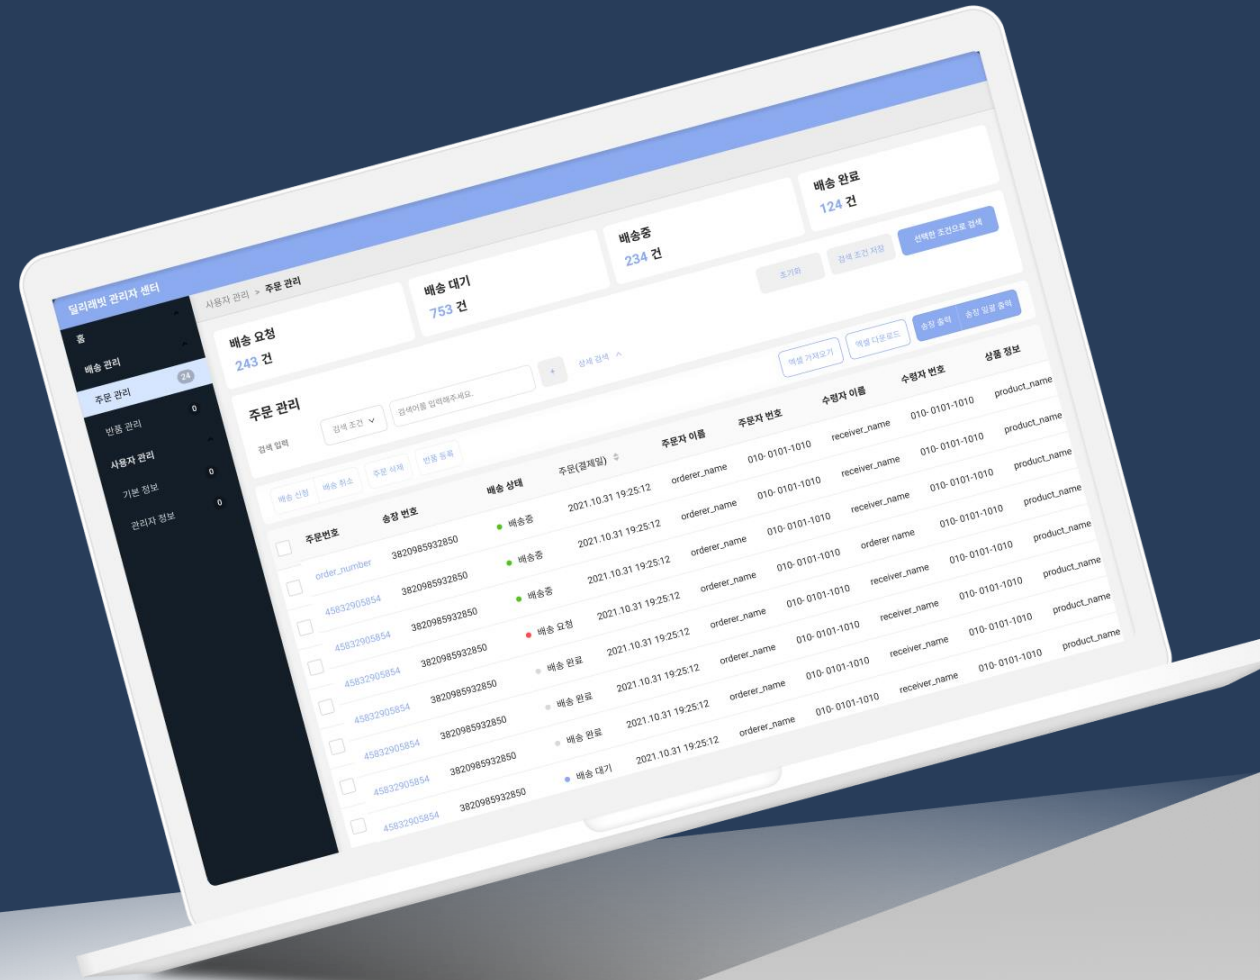 딜리래빗 관리자 센터
홈
배송 관리
주문 관리 24
반품 관리 0
사용자 관리
기본 정보 0
관리자 정보 0
사용자 관리 > 주문 관리
배송 요청
243 건
배송 대기
753 건
배송중
234 건
배송 완료
124 건
주문 관리
검색 입력 검색 조건 검색어를 입력해주세요. + 상세 검색
초기화 검색 조건 저장 선택한 조건으로 검색
배송 신청 배송 취소 주문 삭제 반품 등록
엑셀 가져오기 엑셀 다운로드 송장 출력 송장 일괄 출력
주문번호 송장 번호 배송 상태 주문(결제일) 주문자 이름 주문자 번호 수령자 이름 수령자 번호 상품 정보
order_number 3820985932850 배송중 2021.10.31 19:25:12 orderer_name 010- 0101-1010 receiver_name 010- 0101-1010 product_name
45832905854 3820985932850 배송중 2021.10.31 19:25:12 orderer_name 010- 0101-1010 receiver_name 010- 0101-1010 product_name
45832905854 3820985932850 배송중 2021.10.31 19:25:12 orderer_name 010- 0101-1010 receiver_name 010- 0101-1010 product_name
45832905854 3820985932850 배송 요청 2021.10.31 19:25:12 orderer_name 010- 0101-1010 orderer name 010- 0101-1010 product_name
45832905854 3820985932850 배송 완료 2021.10.31 19:25:12 orderer_name 010- 0101-1010 receiver_name 010- 0101-1010 product_name
45832905854 3820985932850 배송 완료 2021.10.31 19:25:12 orderer_name 010- 0101-1010 receiver_name 010- 0101-1010 product_name
45832905854 3820985932850 배송 완료 2021.10.31 19:25:12 orderer_name 010- 0101-1010 receiver_name 010- 0101-1010 product_name
45832905854 3820985932850 배송 대기 2021.10.31 19:25:12 orderer_name 010- 0101-1010 receiver_name 010- 0101-1010 product_name